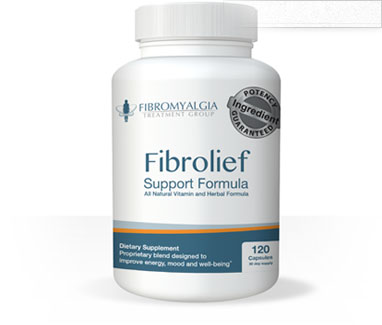 FIBROMYALGIA
TREATMENT GROUP
POTENCY
Ingredient
GUARANTEED
Fibrolief
Support Formula
All Natural Vitamin and Herbal Formula
Dietary Supplement
Proprietary blend designed to
improve energy, mood and well-being*
120
Capsules